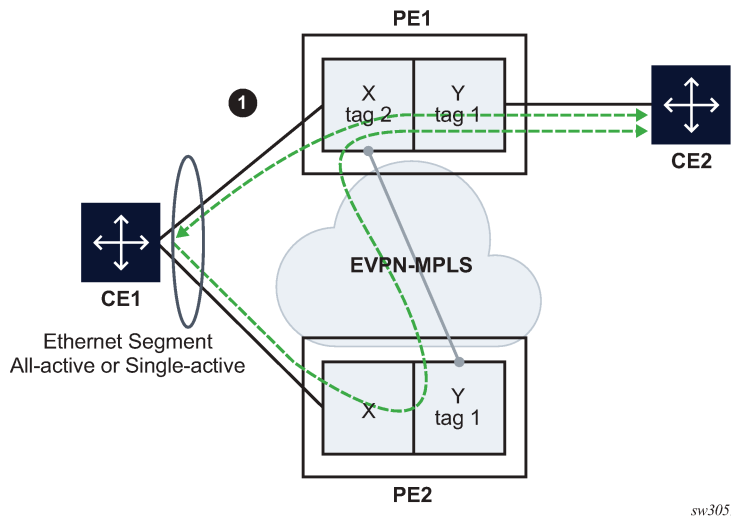 PE1
1
X
tag 2
Y
tag 1
CE2
EVPN-MPLS
CE1
Ethernet Segment
All-active or Single-active
X
Y
tag 1
PE2
sw305